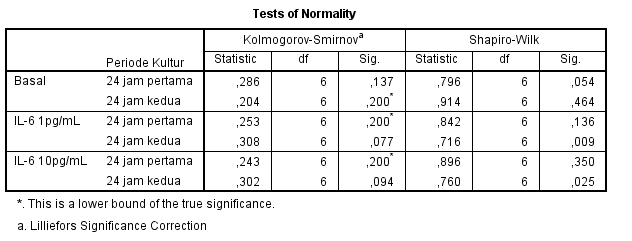 Tests of Normality
Kolmogorov-Smirnovᵃ Shapiro-Wilk
Periode Kultur Statistic df Sig. Statistic df Sig.
Basal 24 jam pertama ,286 6 ,137 ,796 6 ,054
24 jam kedua ,204 6 ,200* ,914 6 ,464
IL-6 1pg/mL 24 jam pertama ,253 6 ,200* ,842 6 ,136
24 jam kedua ,308 6 ,077 ,716 6 ,009
IL-6 10pg/mL 24 jam pertama ,243 6 ,200* ,896 6 ,350
24 jam kedua ,302 6 ,094 ,760 6 ,025
*. This is a lower bound of the true significance.
a. Lilliefors Significance Correction